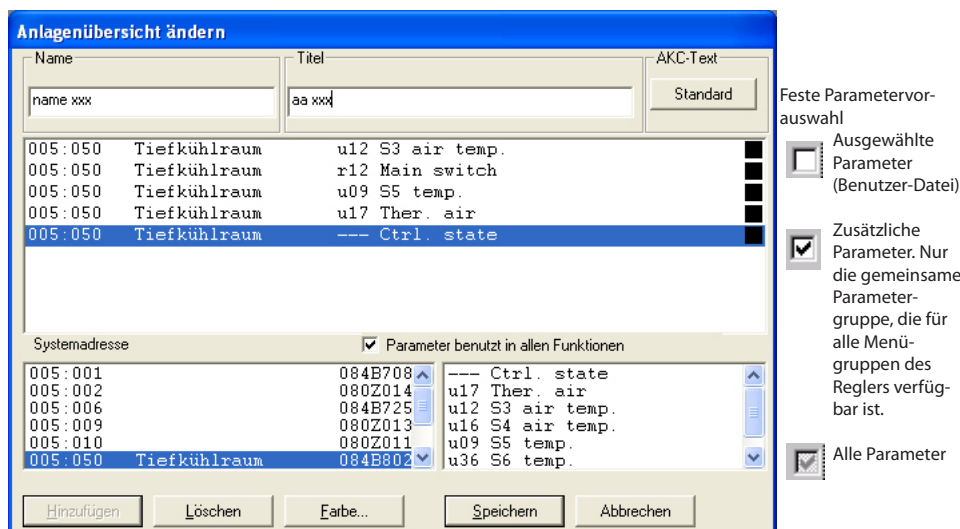 Anlagenübersicht ändern
Name
Titel
AKC-Text
name xxx
aa xxx
Standard
005:050 Tiefkühlraum u12 S3 air temp.
005:050 Tiefkühlraum r12 Main switch
005:050 Tiefkühlraum u09 S5 temp.
005:050 Tiefkühlraum u17 Ther. air
005:050 Tiefkühlraum --- Ctrl. state
Systemadresse
Parameter benutzt in allen Funktionen
005:001 084B708
005:002 080Z014
005:006 084B725
005:009 080Z013
005:010 080Z011
005:050 Tiefkühlraum 084B802
--- Ctrl. state
u17 Ther. air
u12 S3 air temp.
u16 S4 air temp.
u09 S5 temp.
u36 S6 temp.
Hinzufügen
Löschen
Farbe...
Speichern
Abbrechen
Feste Parametervor-
auswahl
Ausgewählte
Parameter
(Benutzer-Datei)
Zusätzliche
Parameter. Nur
die gemeinsame
Parameter-
gruppe, die für
alle Menü-
gruppen des
Reglers verfüg-
bar ist.
Alle Parameter